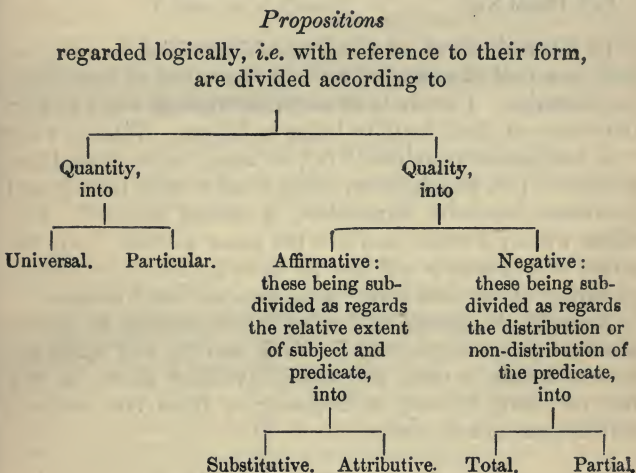 Propositions
regarded logically, i.e. with reference to their form,
are divided according to
Quantity,
into
Quality,
into
Universal. Particular.
Affirmative:
these being sub-
divided as regards
the relative extent
of subject and
predicate,
into
Negative:
these being sub-
divided as regards
the distribution or
non-distribution of
the predicate,
into
Substitutive. Attributive. Total. Partial.